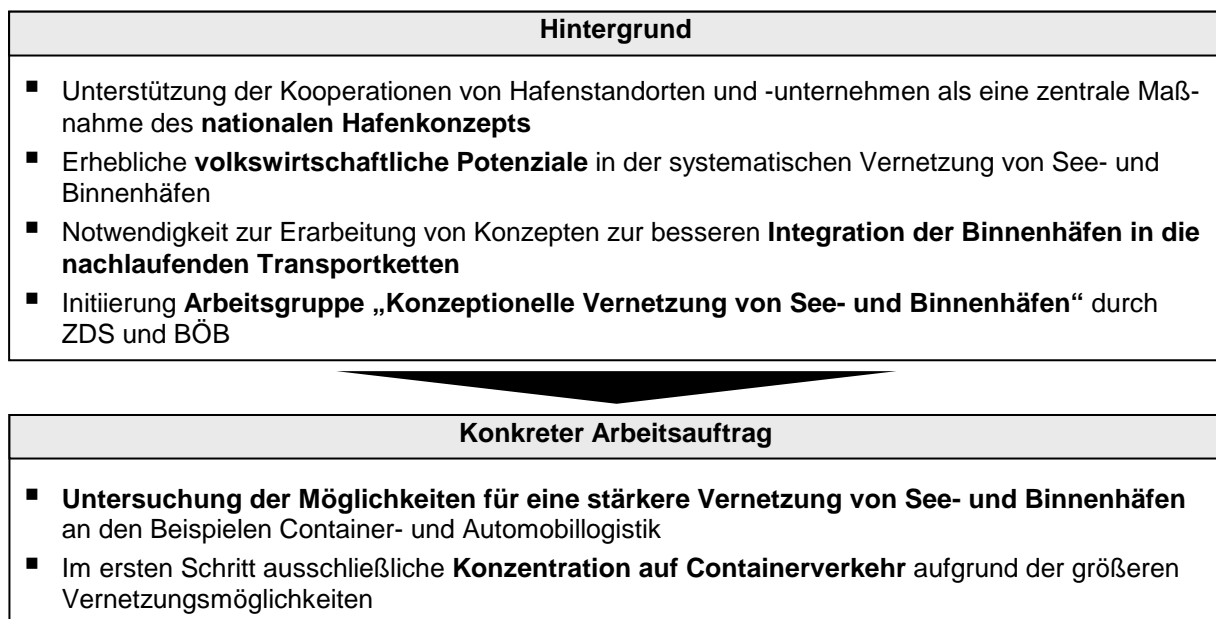 Hintergrund
▪ Unterstützung der Kooperationen von Hafenstandorten und -unternehmen als eine zentrale Maß-
nahme des nationalen Hafenkonzepts
▪ Erhebliche volkswirtschaftliche Potenziale in der systematischen Vernetzung von See- und
Binnenhäfen
▪ Notwendigkeit zur Erarbeitung von Konzepten zur besseren Integration der Binnenhäfen in die
nachlaufenden Transportketten
▪ Initiierung Arbeitsgruppe „Konzeptionelle Vernetzung von See- und Binnenhäfen“ durch
ZDS und BÖB
Konkreter Arbeitsauftrag
▪ Untersuchung der Möglichkeiten für eine stärkere Vernetzung von See- und Binnenhäfen
an den Beispielen Container- und Automobillogistik
▪ Im ersten Schritt ausschließliche Konzentration auf Containerverkehr aufgrund der größeren
Vernetzungsmöglichkeiten